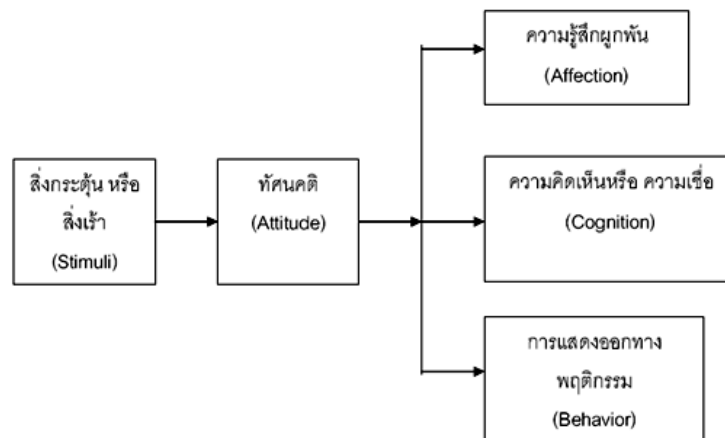 ความรู้สึกผูกพัน
(Affection)
สิ่งกระตุ้น หรือ
สิ่งเร้า
(Stimuli)
ทัศนคติ
(Attitude)
ความคิดเห็นหรือ ความเชื่อ
(Cognition)
การแสดงออกทาง
พฤติกรรม
(Behavior)